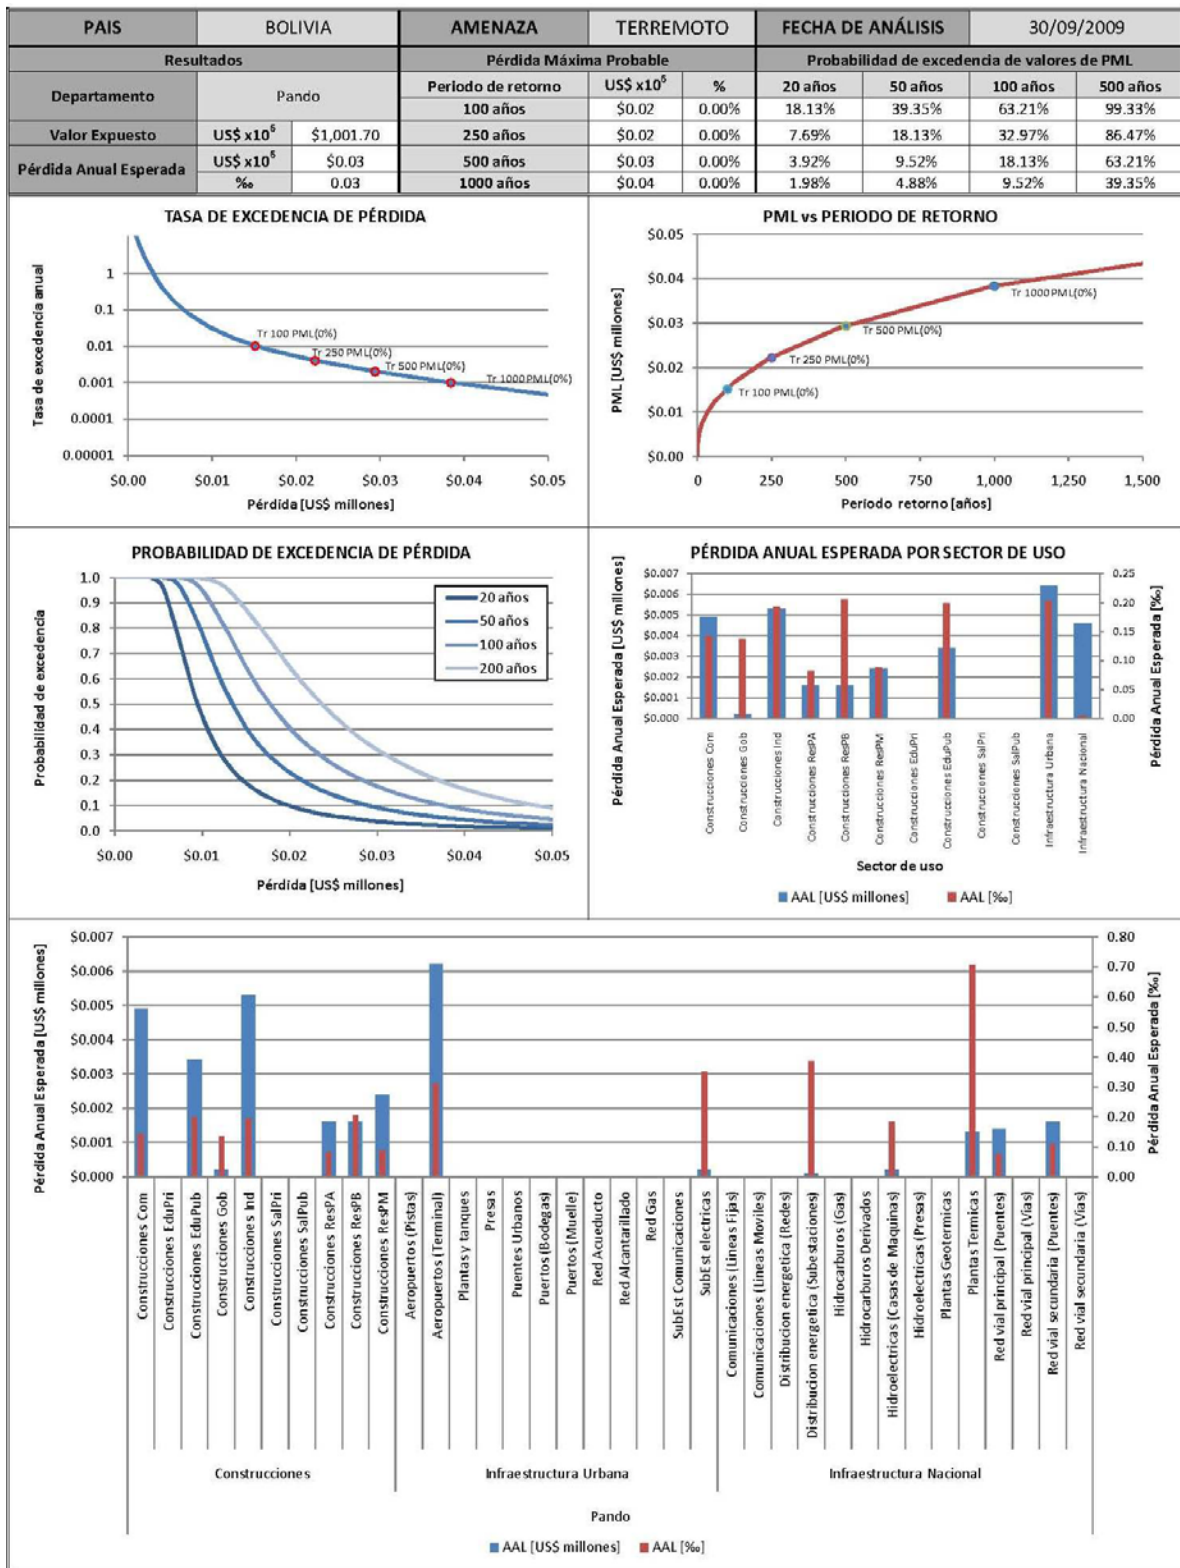 PAIS BOLIVIA AMENAZA TERREMOTO FECHA DE ANÁLISIS 30/09/2009
Resultados Pérdida Máxima Probable Probabilidad de excedencia de valores de PML
Departamento Pando Periodo de retorno US$ x10⁶ % 20 años 50 años 100 años 500 años
100 años $0.02 0.00% 18.13% 39.35% 63.21% 99.33%
Valor Expuesto US$ x10⁶ $1,001.70 250 años $0.02 0.00% 7.69% 18.13% 32.97% 86.47%
Pérdida Anual Esperada US$ x10⁶ $0.03 500 años $0.03 0.00% 3.92% 9.52% 18.13% 63.21%
‰ 0.03 1000 años $0.04 0.00% 1.98% 4.88% 9.52% 39.35%
TASA DE EXCEDENCIA DE PÉRDIDA
Tasa de excedencia anual
1
0.1
0.01
0.001
0.0001
0.00001
Tr 100 PML(0%)
Tr 250 PML(0%)
Tr 500 PML(0%)
Tr 1000 PML(0%)
$0.00 $0.01 $0.02 $0.03 $0.04 $0.05
Pérdida [US$ millones]
PML vs PERIODO DE RETORNO
PML [US$ millones]
$0.05
$0.04
$0.03
$0.02
$0.01
$0.00
Tr 1000 PML(0%)
Tr 500 PML(0%)
Tr 250 PML(0%)
Tr 100 PML(0%)
0 250 500 750 1,000 1,250 1,500
Período retorno [años]
PROBABILIDAD DE EXCEDENCIA DE PÉRDIDA
Probabilidad de excedencia
1.0
0.9
0.8
0.7
0.6
0.5
0.4
0.3
0.2
0.1
0.0
20 años
50 años
100 años
200 años
$0.00 $0.01 $0.02 $0.03 $0.04 $0.05
Pérdida [US$ millones]
PÉRDIDA ANUAL ESPERADA POR SECTOR DE USO
Pérdida Anual Esperada [US$ millones]
$0.007
$0.006
$0.005
$0.004
$0.003
$0.002
$0.001
$0.000
0.25
0.20
0.15
0.10
0.05
0.00
Pérdida Anual Esperada [‰]
Construcciones Com
Construcciones Gob
Construcciones Ind
Construcciones ResPA
Construcciones ResPB
Construcciones ResPM
Construcciones EduPri
Construcciones EduPub
Construcciones SalPri
Construcciones SalPub
Infraestructura Urbana
Infraestructura Nacional
Sector de uso
AAL [US$ millones] AAL [‰]
Pérdida Anual Esperada [US$ millones]
$0.007
$0.006
$0.005
$0.004
$0.003
$0.002
$0.001
$0.000
0.80
0.70
0.60
0.50
0.40
0.30
0.20
0.10
0.00
Pérdida Anual Esperada [‰]
Construcciones Com
Construcciones EduPri
Construcciones EduPub
Construcciones Gob
Construcciones Ind
Construcciones SalPri
Construcciones SalPub
Construcciones ResPA
Construcciones ResPB
Construcciones ResPM
Aeropuertos (Pistas)
Aeropuertos (Terminal)
Plantas y tanques
Presas
Puentes Urbanos
Puertos (Bodegas)
Puertos (Muelle)
Red Acueducto
Red Alcantarillado
Red Gas
SubEst Comunicaciones
SubEst electricas
Comunicaciones (Lineas Fijas)
Comunicaciones (Lineas Moviles)
Distribucion energetica (Redes)
Distribucion energetica (Subestaciones)
Hidrocarburos (Gas)
Hidrocarburos Derivados
Hidroelectricas (Casas de Maquinas)
Hidroelectricas (Presas)
Plantas Geotermicas
Plantas Termicas
Red vial principal (Puentes)
Red vial principal (Vias)
Red vial secundaria (Puentes)
Red vial secundaria (Vias)
Construcciones Infraestructura Urbana Infraestructura Nacional
Pando
AAL [US$ millones] AAL [‰]